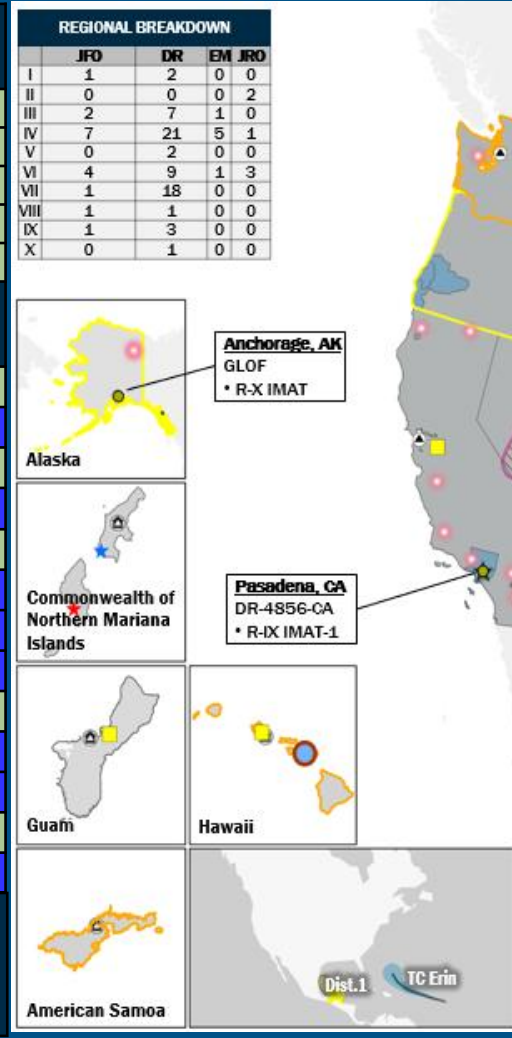 REGIONAL BREAKDOWN
JFO DR EM JRO
I 1 2 0 0
II 0 0 0 2
III 2 7 1 0
IV 7 21 5 1
V 0 2 0 0
VI 4 9 1 3
VII 1 18 0 0
VIII 1 1 0 0
IX 1 3 0 0
X 0 1 0 0
Anchorage, AK
GLOF
• R-X IMAT
Alaska
Commonwealth of
Northern Mariana
Islands
Pasadena, CA
DR-4856-CA
• R-IX IMAT-1
Guam
Hawaii
American Samoa
Dist.1
TC Erin